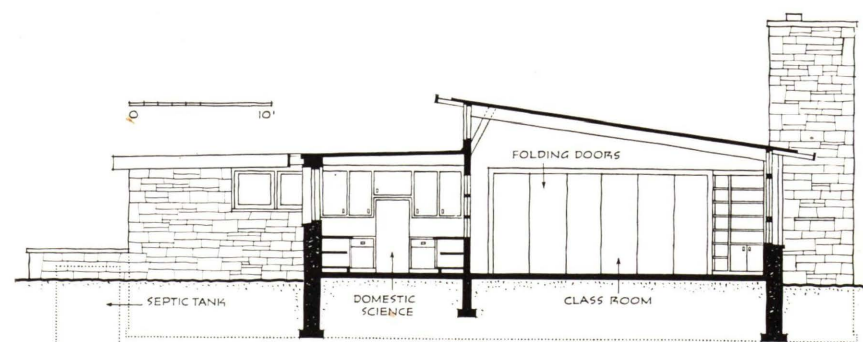 0 10'
FOLDING DOORS
SEPTIC TANK
DOMESTIC
SCIENCE
CLASS ROOM